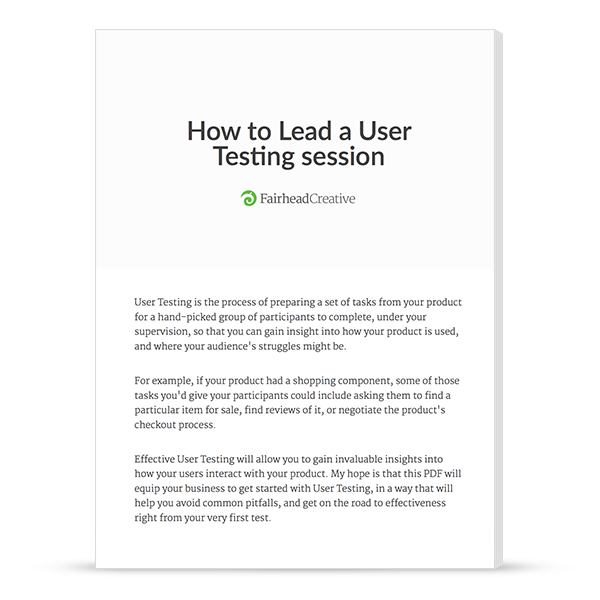 How to Lead a User
Testing session
FairheadCreative
User Testing is the process of preparing a set of tasks from your product
for a hand-picked group of participants to complete, under your
supervision, so that you can gain insight into how your product is used,
and where your audience's struggles might be.
For example, if your product had a shopping component, some of those
tasks you'd give your participants could include asking them to find a
particular item for sale, find reviews of it, or negotiate the product's
checkout process.
Effective User Testing will allow you to gain invaluable insights into
how your users interact with your product. My hope is that this PDF will
equip your business to get started with User Testing, in a way that will
help you avoid common pitfalls, and get on the road to effectiveness
right from your very first test.